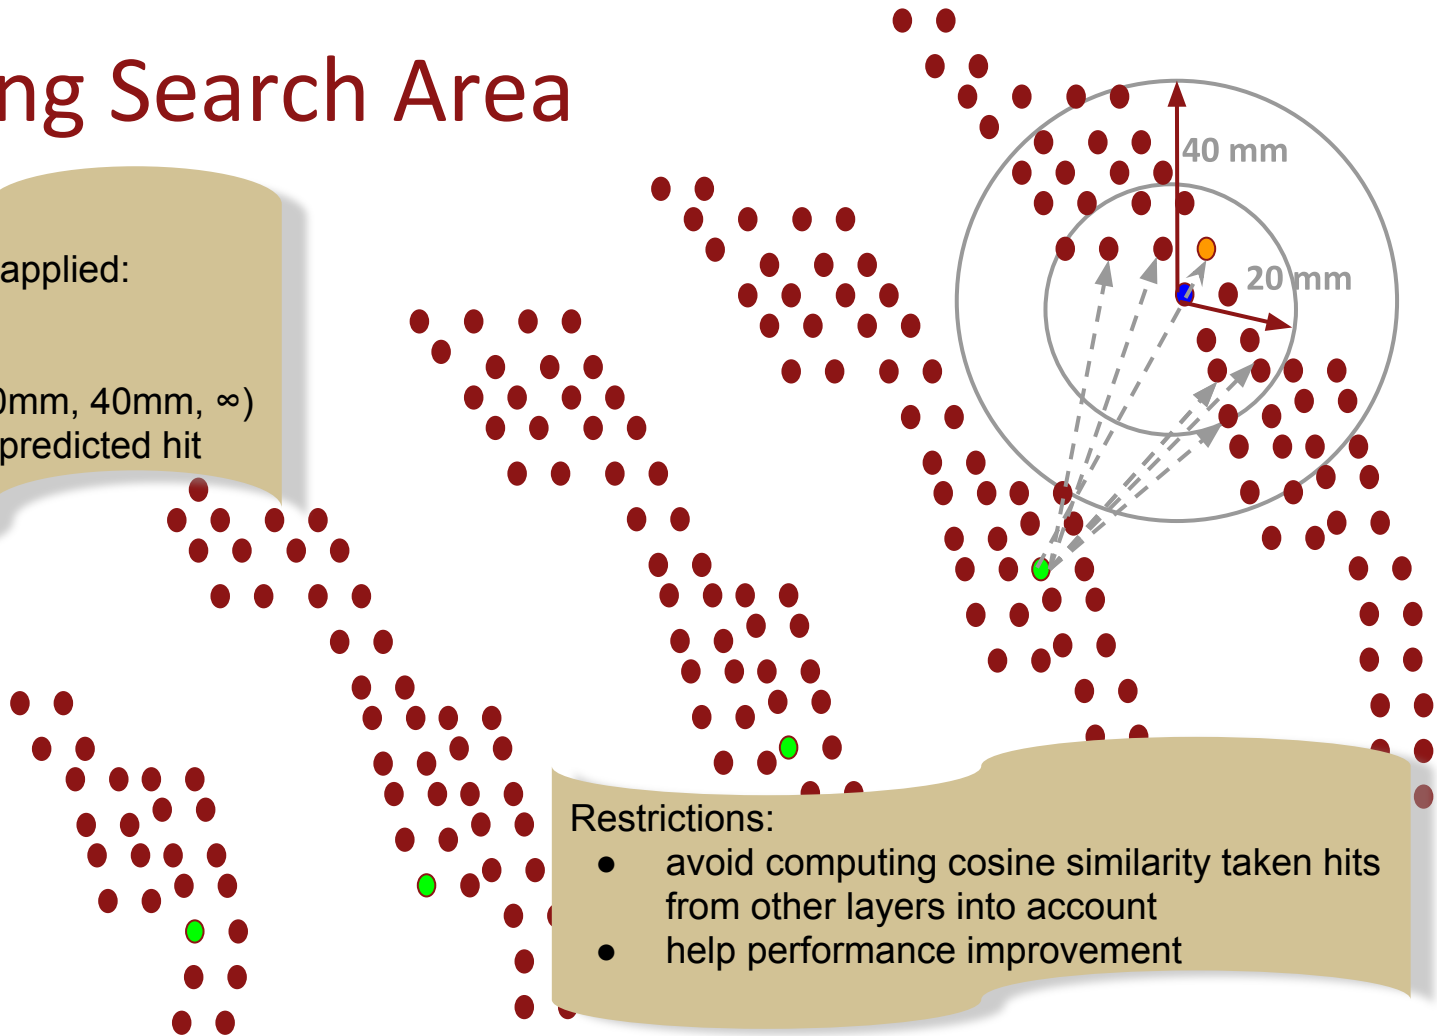 ng Search Area
40 mm
20 mm
applied:
0mm, 40mm, ∞)
predicted hit
Restrictions:
● avoid computing cosine similarity taken hits
from other layers into account
● help performance improvement